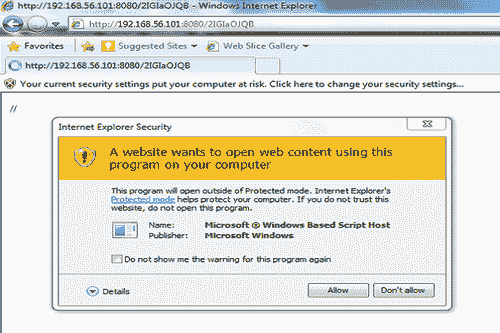 http://192.168.56.101:8080/2IGIaOJQB - Windows Internet Explorer
http://192.168.56.101:8080/2IGIaOJQB
Favorites Suggested Sites Web Slice Gallery
http://192.168.56.101:8080/2IGIaOJQB
Your current security settings put your computer at risk. Click here to change your security settings...
//
Internet Explorer Security
A website wants to open web content using this
program on your computer
This program will open outside of Protected mode. Internet Explorer's
Protected mode helps protect your computer. If you do not trust this
website, do not open this program.
Name: Microsoft ® Windows Based Script Host
Publisher: Microsoft Windows
Do not show me the warning for this program again
Details Allow Don't allow